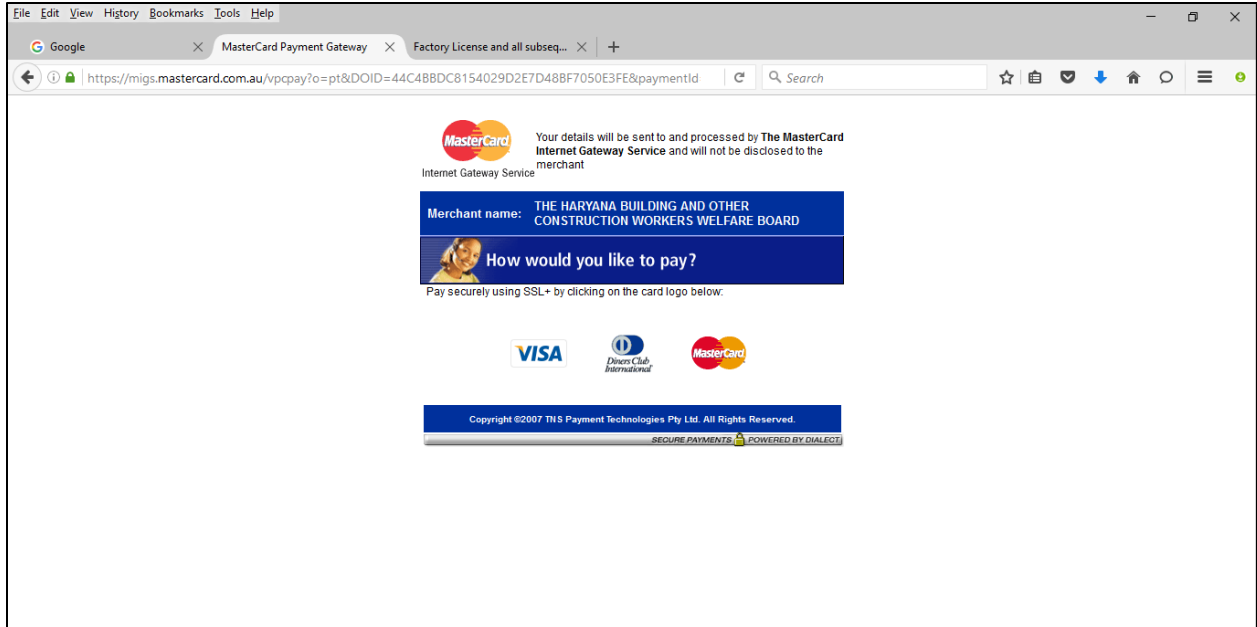 File Edit View History Bookmarks Tools Help
Google
MasterCard Payment Gateway
Factory License and all subseq...
https://migs.mastercard.com.au/vpcpay?o=pt&DOID=44C4BBDC8154029D2E7D48BF7050E3FE&paymentId
Search
MasterCard
Internet Gateway Service
Your details will be sent to and processed by The MasterCard
Internet Gateway Service and will not be disclosed to the
merchant
Merchant name:
THE HARYANA BUILDING AND OTHER
CONSTRUCTION WORKERS WELFARE BOARD
How would you like to pay?
Pay securely using SSL+ by clicking on the card logo below:
VISA
Diners Club
International
MasterCard
Copyright ©2007 TNS Payment Technologies Pty Ltd. All Rights Reserved.
SECURE PAYMENTS POWERED BY DIALECT